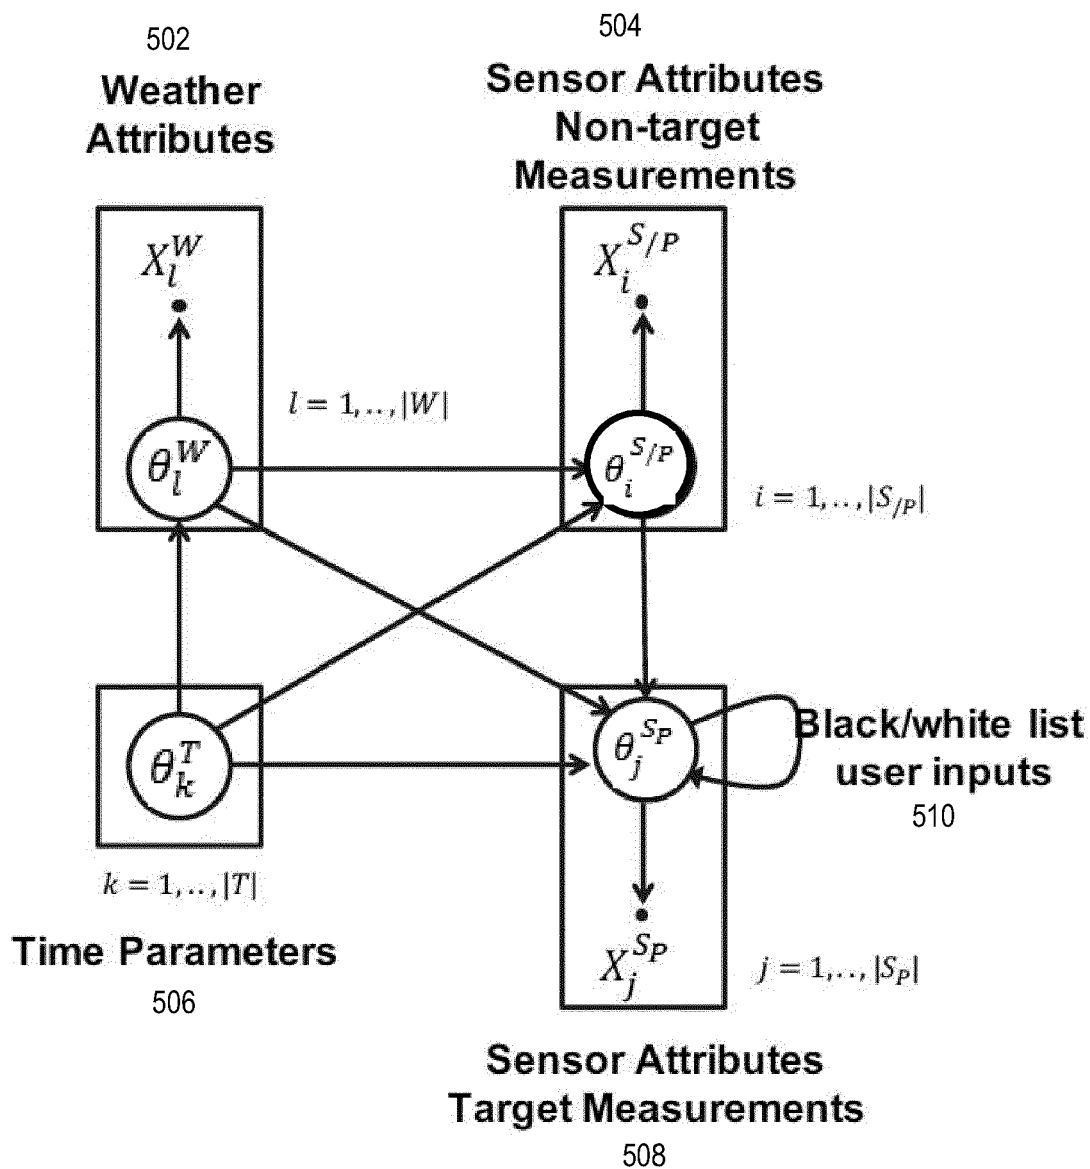 502
Weather
Attributes
504
Sensor Attributes
Non-target
Measurements
X_l^W
X_i^{S/P}
l = 1,..,|W|
θ_l^W
θ_i^{S/P}
i = 1,..,|S_{/P}|
θ_k^T
θ_j^{S_P}
Black/white list
user inputs
510
k = 1,..,|T|
Time Parameters
506
X_j^{S_P}
j = 1,..,|S_P|
Sensor Attributes
Target Measurements
508